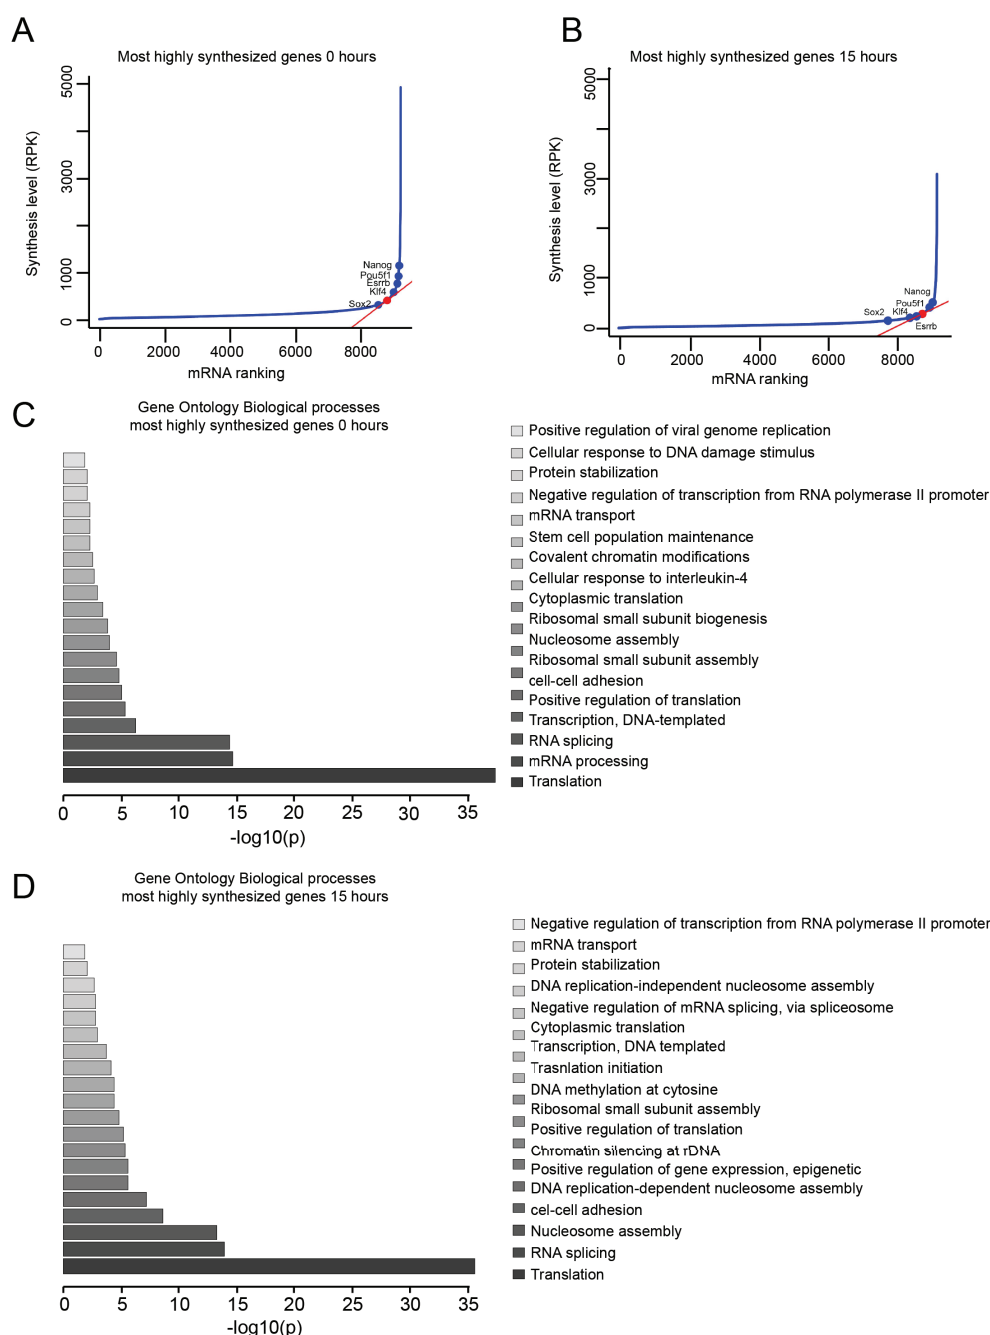 A
Most highly synthesized genes 0 hours
Synthesis level (RPK)
5000
3000
1000
0
Nanog
Pou5f1
Esrrb
Klf4
Sox2
0 2000 4000 6000 8000
mRNA ranking
B
Most highly synthesized genes 15 hours
Synthesis level (RPK)
5000
3000
1000
0
Nanog
Pou5f1
Sox2 Klf4
Esrrb
0 2000 4000 6000 8000
mRNA ranking
C
Gene Ontology Biological processes
most highly synthesized genes 0 hours
0 5 10 15 20 25 30 35
-log10(p)
Positive regulation of viral genome replication
Cellular response to DNA damage stimulus
Protein stabilization
Negative regulation of transcription from RNA polymerase II promoter
mRNA transport
Stem cell population maintenance
Covalent chromatin modifications
Cellular response to interleukin-4
Cytoplasmic translation
Ribosomal small subunit biogenesis
Nucleosome assembly
Ribosomal small subunit assembly
cell-cell adhesion
Positive regulation of translation
Transcription, DNA-templated
RNA splicing
mRNA processing
Translation
D
Gene Ontology Biological processes
most highly synthesized genes 15 hours
0 5 10 15 20 25 30 35
-log10(p)
Negative regulation of transcription from RNA polymerase II promoter
mRNA transport
Protein stabilization
DNA replication-independent nucleosome assembly
Negative regulation of mRNA splicing, via spliceosome
Cytoplasmic translation
Transcription, DNA templated
Trasnlation initiation
DNA methylation at cytosine
Ribosomal small subunit assembly
Positive regulation of translation
Chromatin silencing at rDNA
Positive regulation of gene expression, epigenetic
DNA replication-dependent nucleosome assembly
cel-cell adhesion
Nucleosome assembly
RNA splicing
Translation